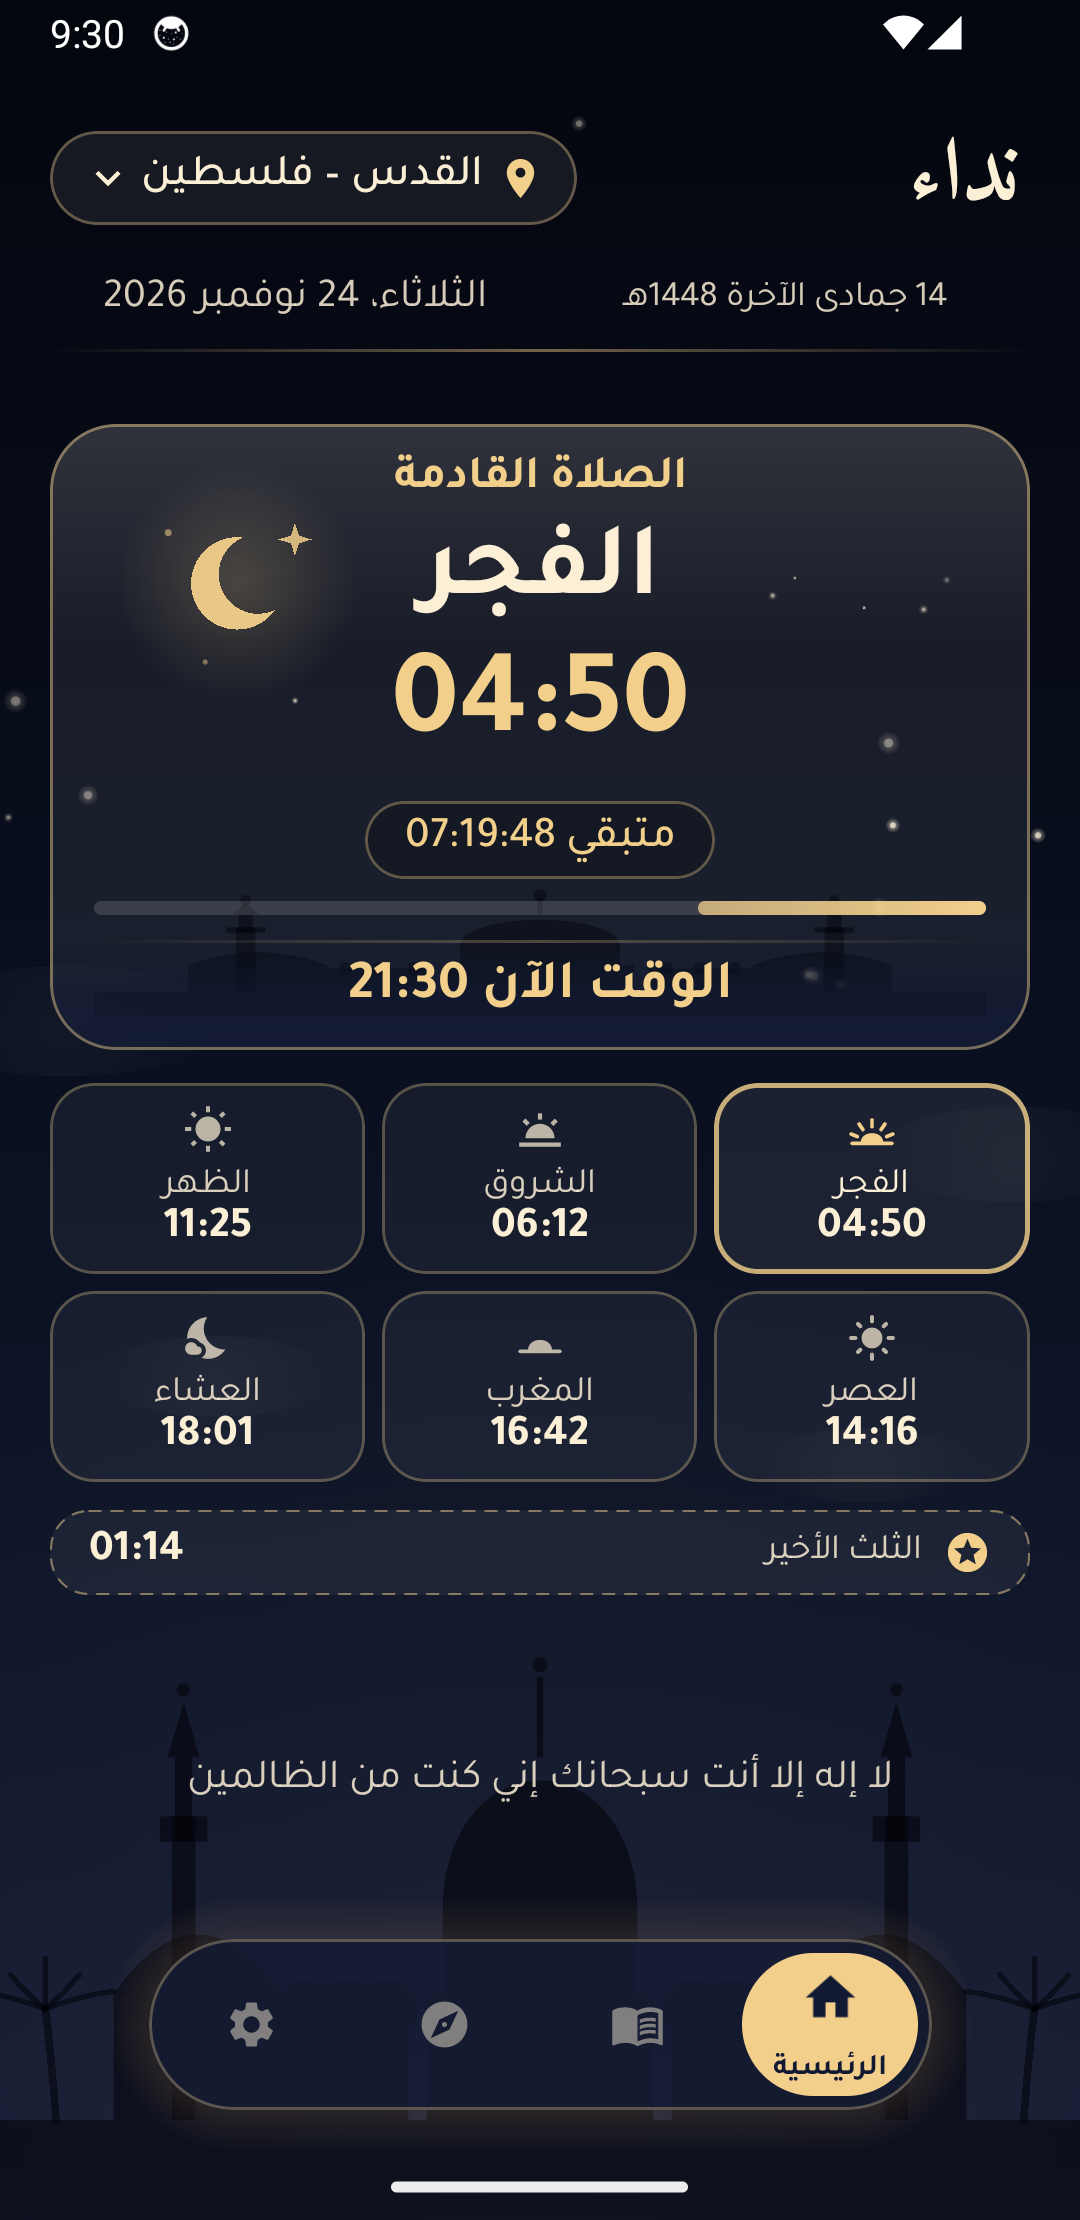 9:30
نداء
القدس - فلسطين
14 جمادى الآخرة 1448هـ
الثلاثاء، 24 نوفمبر 2026
الصلاة القادمة
الفجر
04:50
متبقي 07:19:48
الوقت الآن 21:30
الفجر
04:50
الشروق
06:12
الظهر
11:25
العصر
14:16
المغرب
16:42
العشاء
18:01
الثلث الأخير
01:14
لا إله إلا أنت سبحانك إني كنت من الظالمين
الرئيسية